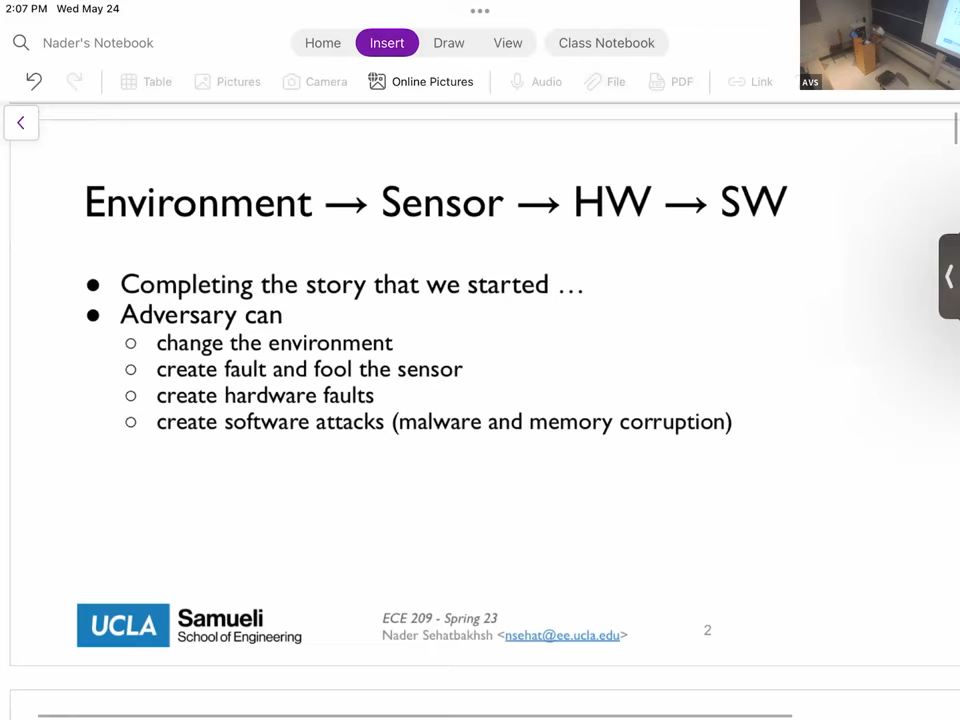 2:07 PM Wed May 24
Nader's Notebook
Home Insert Draw View Class Notebook
Table Pictures Camera Online Pictures Audio File PDF Link
AVS
Environment → Sensor → HW → SW
● Completing the story that we started …
● Adversary can
○ change the environment
○ create fault and fool the sensor
○ create hardware faults
○ create software attacks (malware and memory corruption)
UCLA Samueli
School of Engineering
ECE 209 - Spring 23
Nader Sehatbakhsh <nsehat@ee.ucla.edu>
2